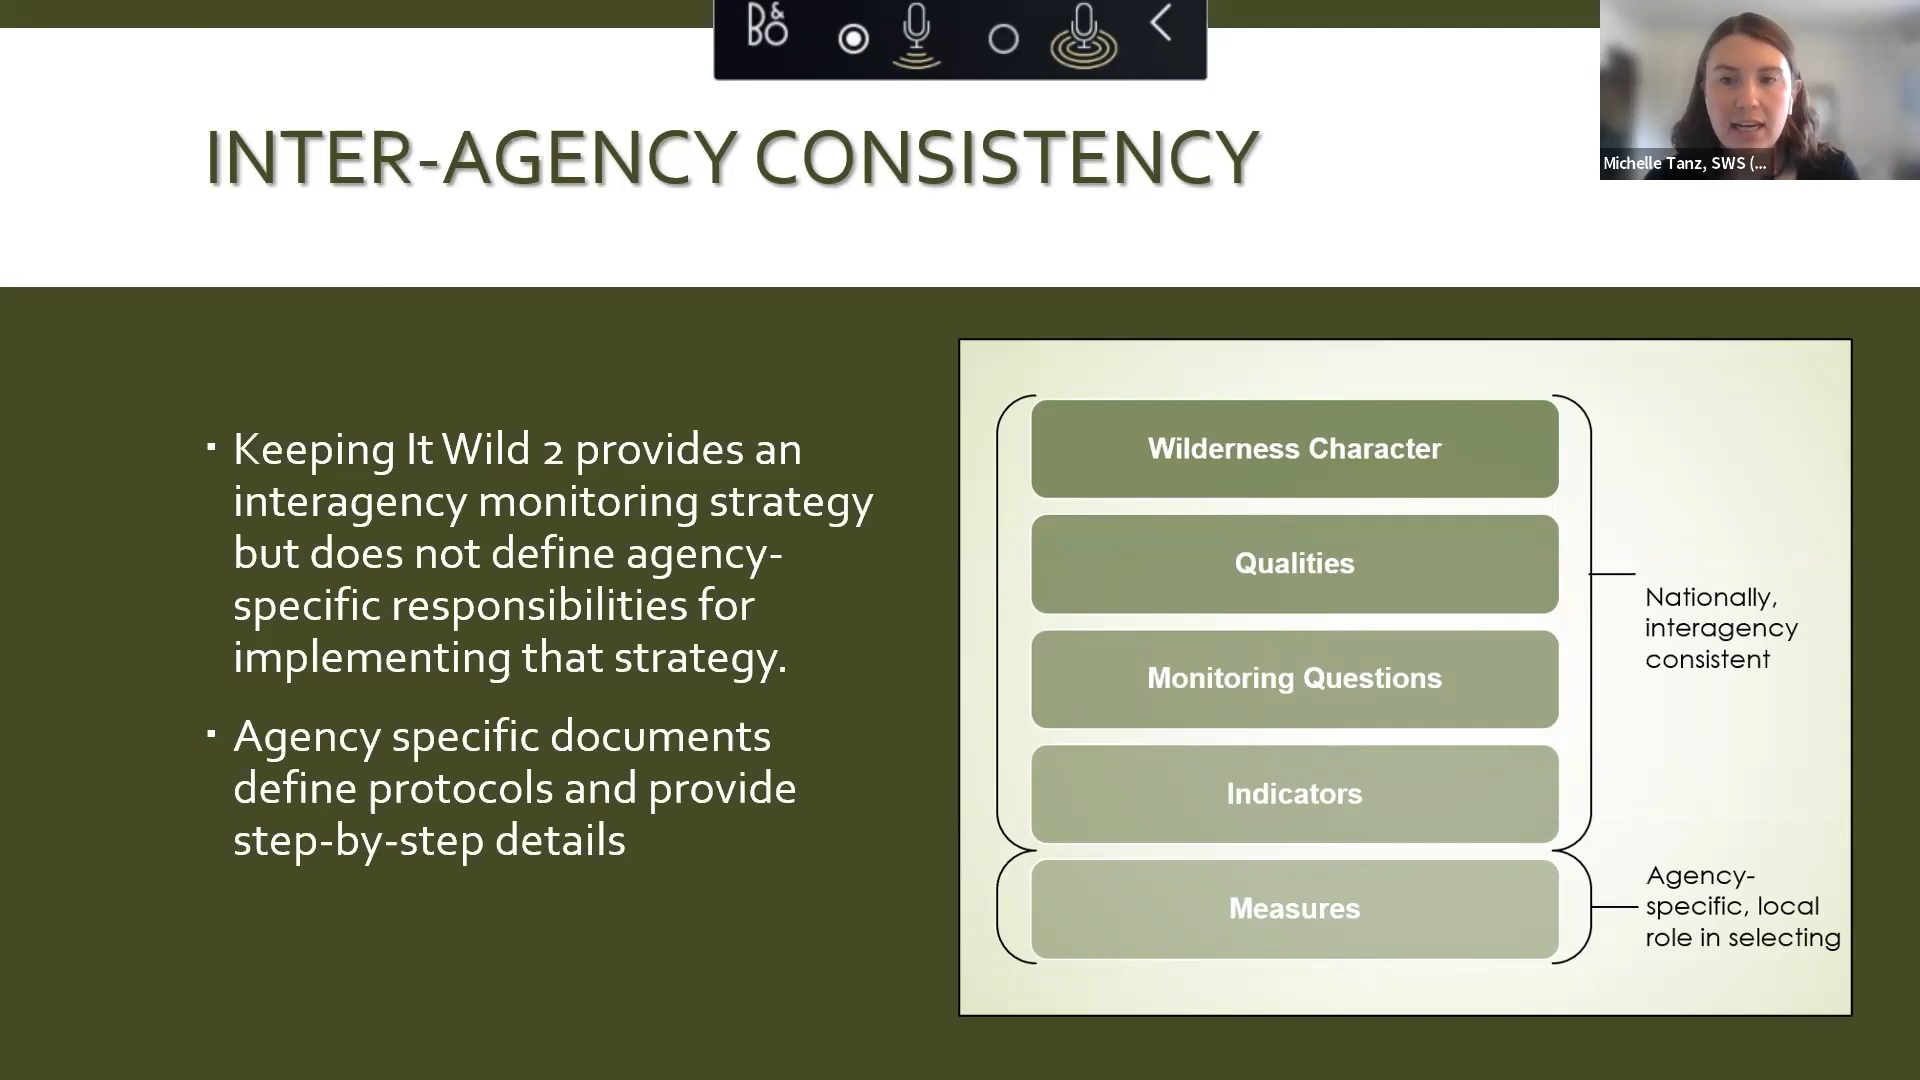 B&O
Michelle Tanz, SWS (...
INTER-AGENCY CONSISTENCY
▪ Keeping It Wild 2 provides an
interagency monitoring strategy
but does not define agency-
specific responsibilities for
implementing that strategy.
▪ Agency specific documents
define protocols and provide
step-by-step details
Wilderness Character
Qualities
Monitoring Questions
Indicators
Measures
Nationally,
interagency
consistent
Agency-
specific, local
role in selecting